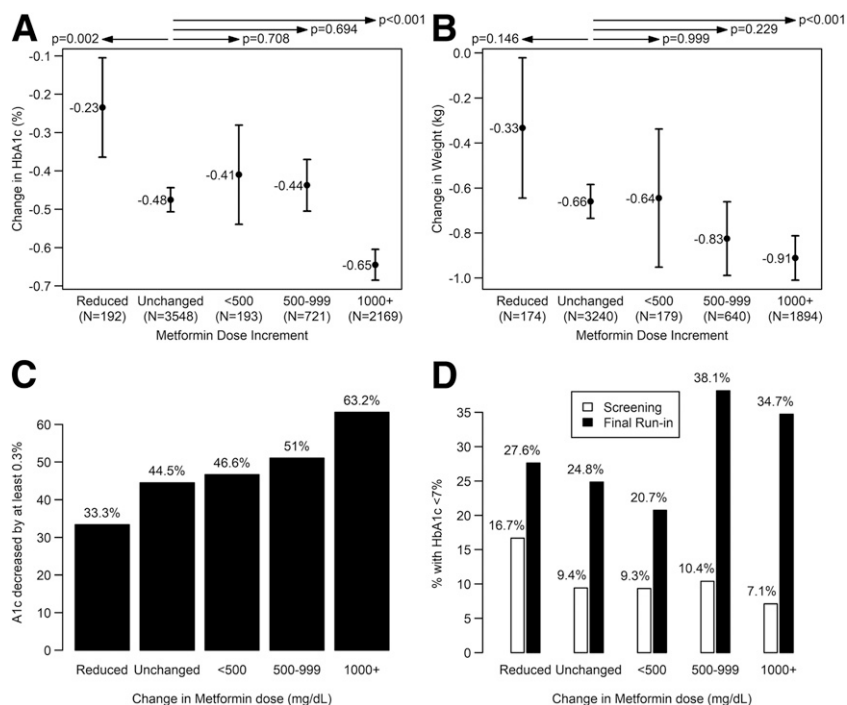 A
p<0.001
p=0.694
p=0.002
p=0.708
Change in HbA1c (%)
-0.1
-0.2
-0.3
-0.4
-0.5
-0.6
-0.7
-0.23
-0.48
-0.41
-0.44
-0.65
Reduced Unchanged <500 500-999 1000+
(N=192) (N=3548) (N=193) (N=721) (N=2169)
Metformin Dose Increment
B
p<0.001
p=0.229
p=0.146
p=0.999
Change in Weight (kg)
0.0
-0.2
-0.4
-0.6
-0.8
-1.0
-0.33
-0.66
-0.64
-0.83
-0.91
Reduced Unchanged <500 500-999 1000+
(N=174) (N=3240) (N=179) (N=640) (N=1894)
Metformin Dose Increment
C
A1c decreased by at least 0.3%
60
50
40
30
20
10
0
33.3%
44.5%
46.6%
51%
63.2%
Reduced Unchanged <500 500-999 1000+
Change in Metformin dose (mg/dL)
D
% with HbA1c <7%
35
30
25
20
15
10
5
0
Screening
Final Run-in
16.7%
27.6%
9.4%
24.8%
9.3%
20.7%
10.4%
38.1%
7.1%
34.7%
Reduced Unchanged <500 500-999 1000+
Change in Metformin dose (mg/dL)